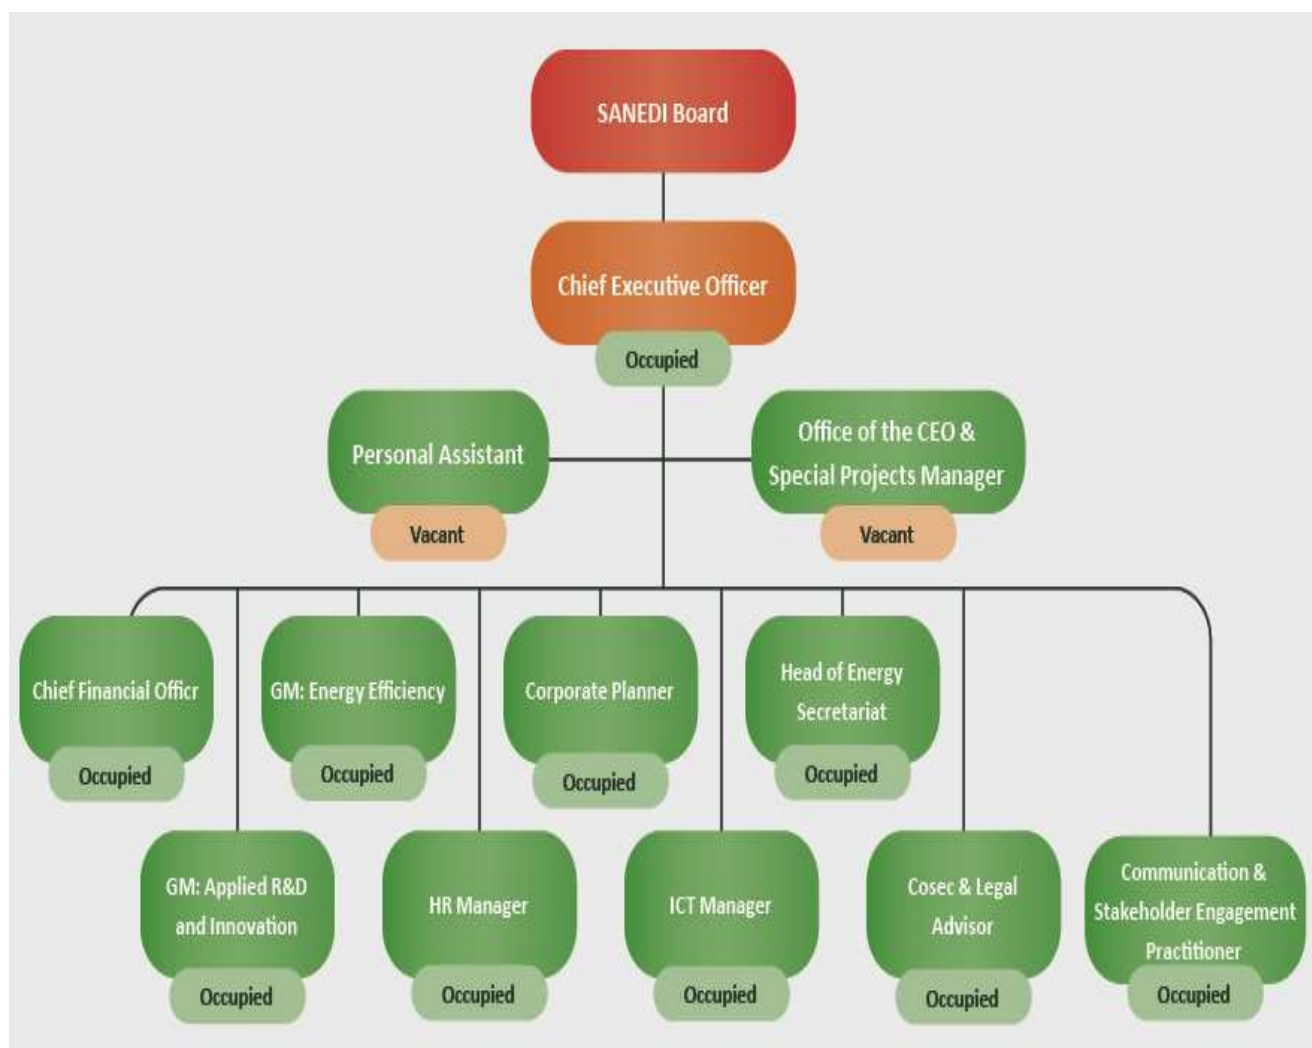 SANEDI Board
Chief Executive Officer
Occupied
Personal Assistant
Vacant
Office of the CEO &
Special Projects Manager
Vacant
Chief Financial Officr
Occupied
GM: Energy Efficiency
Occupied
Corporate Planner
Occupied
Head of Energy
Secretariat
Occupied
GM: Applied R&D
and Innovation
Occupied
HR Manager
Occupied
ICT Manager
Occupied
Cosec & Legal
Advisor
Occupied
Communication &
Stakeholder Engagement
Practitioner
Occupied